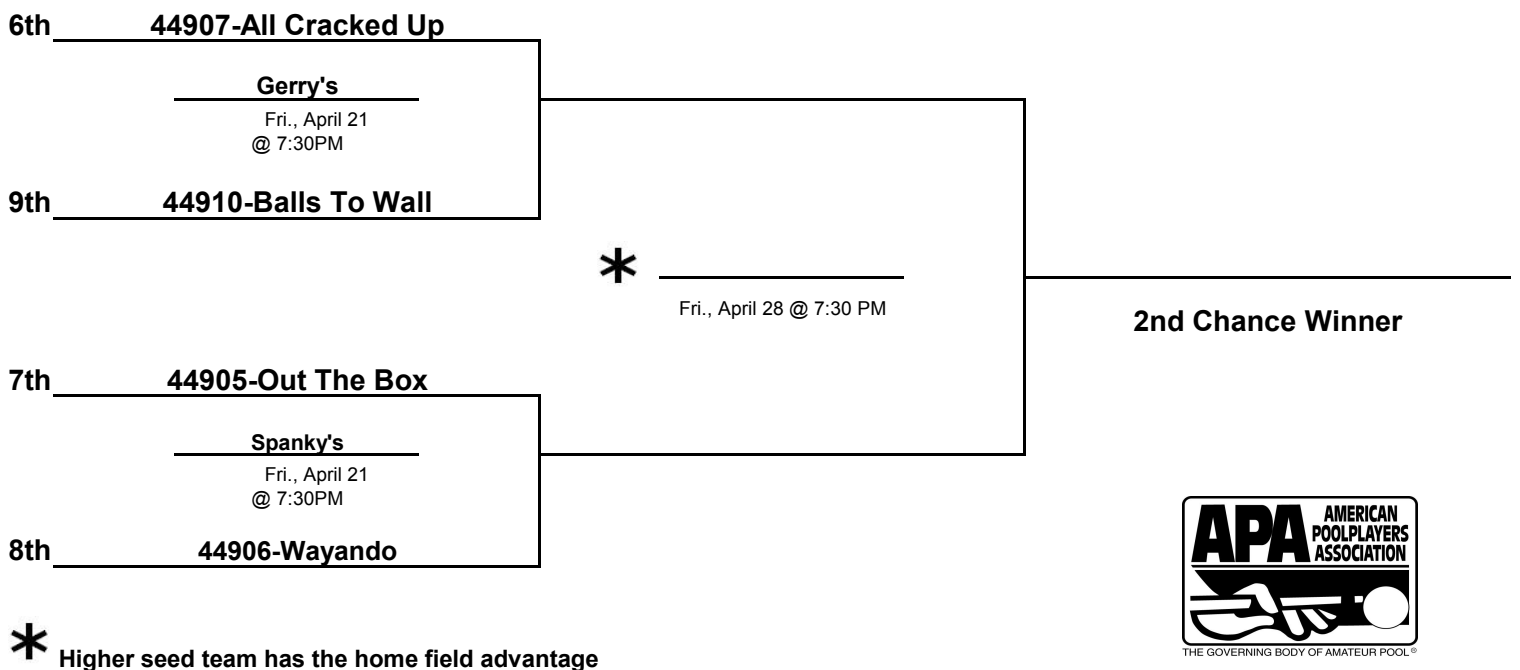 6th 44907-All Cracked Up
Gerry's
Fri., April 21
@ 7:30PM
9th 44910-Balls To Wall
* 
Fri., April 28 @ 7:30 PM
2nd Chance Winner
7th 44905-Out The Box
Spanky's
Fri., April 21
@ 7:30PM
8th 44906-Wayando
* Higher seed team has the home field advantage
APA AMERICAN
POOLPLAYERS
ASSOCIATION
THE GOVERNING BODY OF AMATEUR POOL®